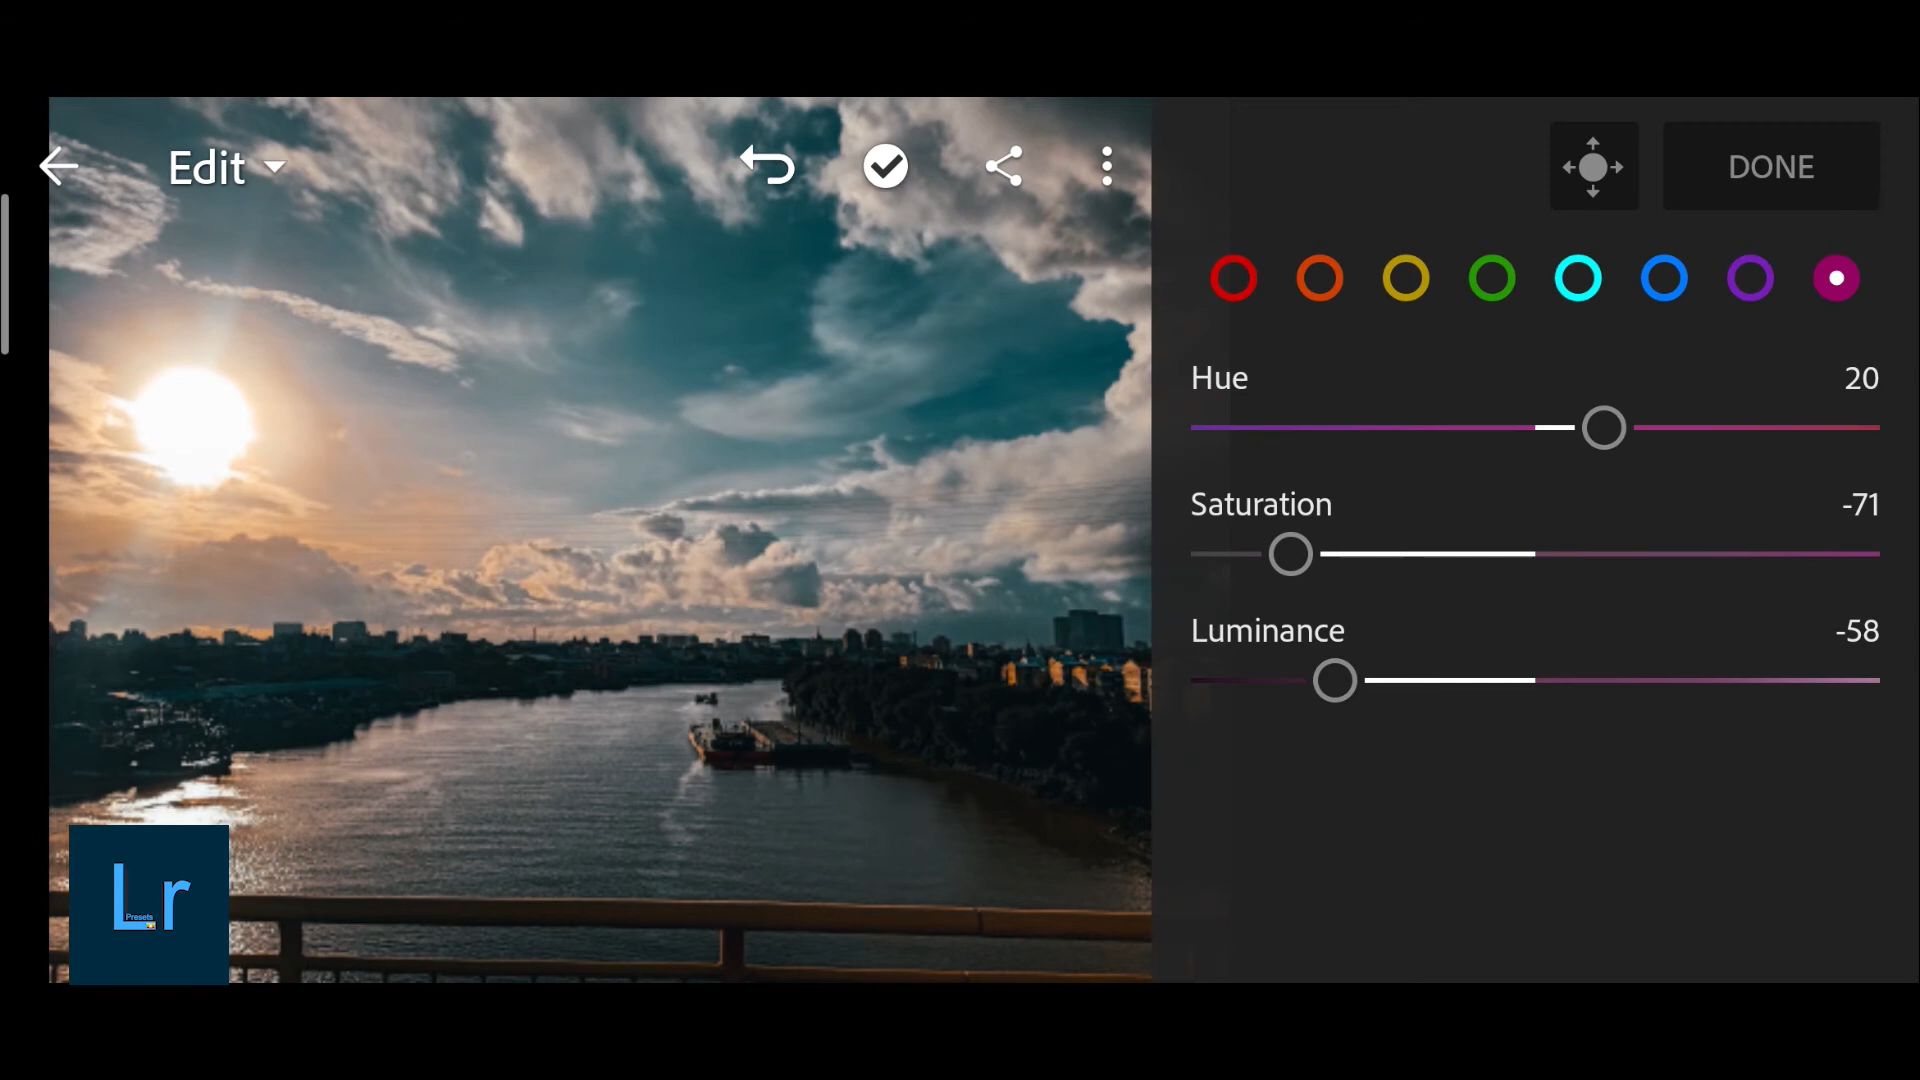 Edit
DONE
Hue 20
Saturation -71
Luminance -58
Lr
Presets